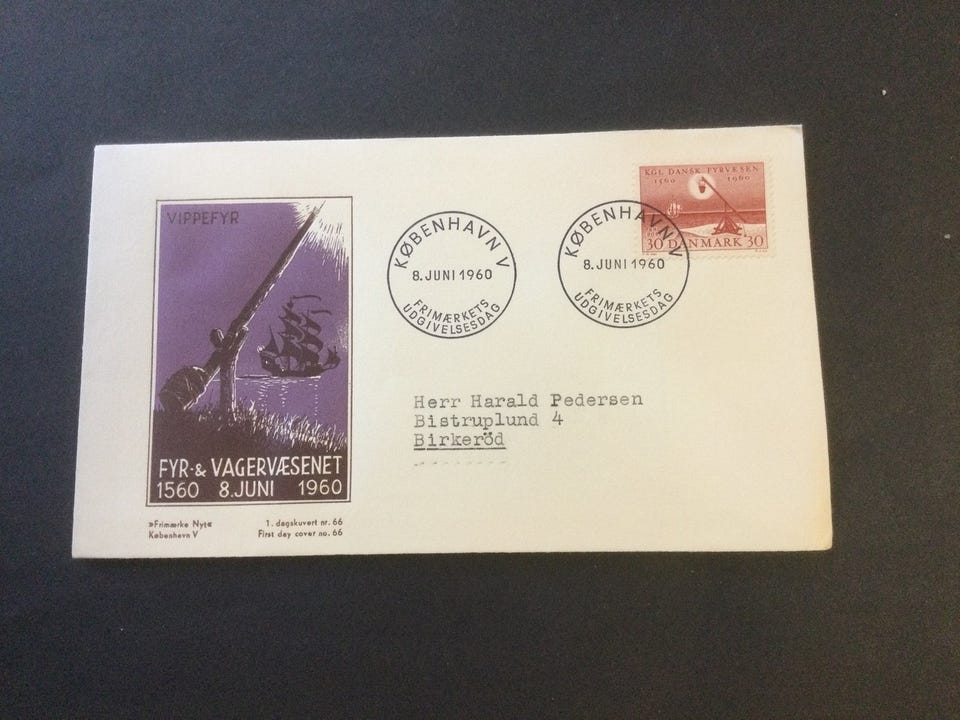 VIPPEFYR
FYR-& VAGERVÆSENET
1560 8.JUNI 1960
»Frimærke Nyt«
København V
1. dagskuvert nr. 66
First day cover no. 66
KØBENHAVN V
8. JUNI 1960
FRIMÆRKETS
UDGIVELSESDAG
KØBENHAVN V
8. JUNI 1960
FRIMÆRKETS
UDGIVELSESDAG
KGL DANSK FYRVÆSEN
1560 1960
30 DANMARK 30
Herr Harald Pedersen
Bistruplund 4
Birkeröd